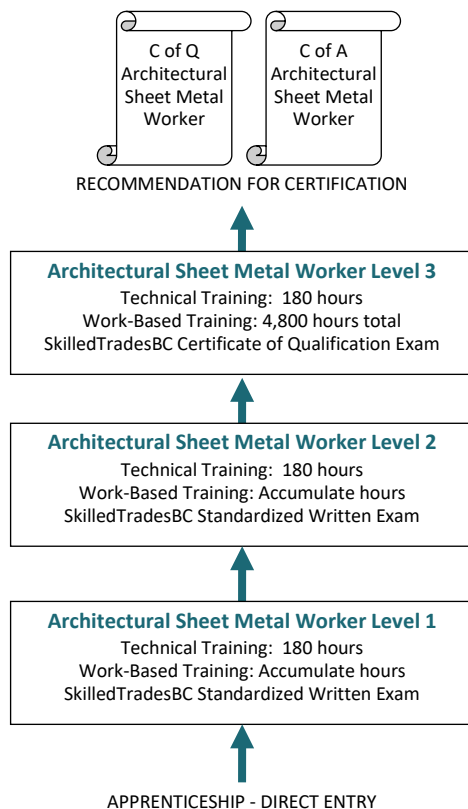 C of Q
Architectural
Sheet Metal
Worker
C of A
Architectural
Sheet Metal
Worker
RECOMMENDATION FOR CERTIFICATION
Architectural Sheet Metal Worker Level 3
Technical Training:  180 hours
Work-Based Training: 4,800 hours total
SkilledTradesBC Certificate of Qualification Exam
Architectural Sheet Metal Worker Level 2
Technical Training:  180 hours
Work-Based Training: Accumulate hours
SkilledTradesBC Standardized Written Exam
Architectural Sheet Metal Worker Level 1
Technical Training:  180 hours
Work-Based Training: Accumulate hours
SkilledTradesBC Standardized Written Exam
APPRENTICESHIP - DIRECT ENTRY